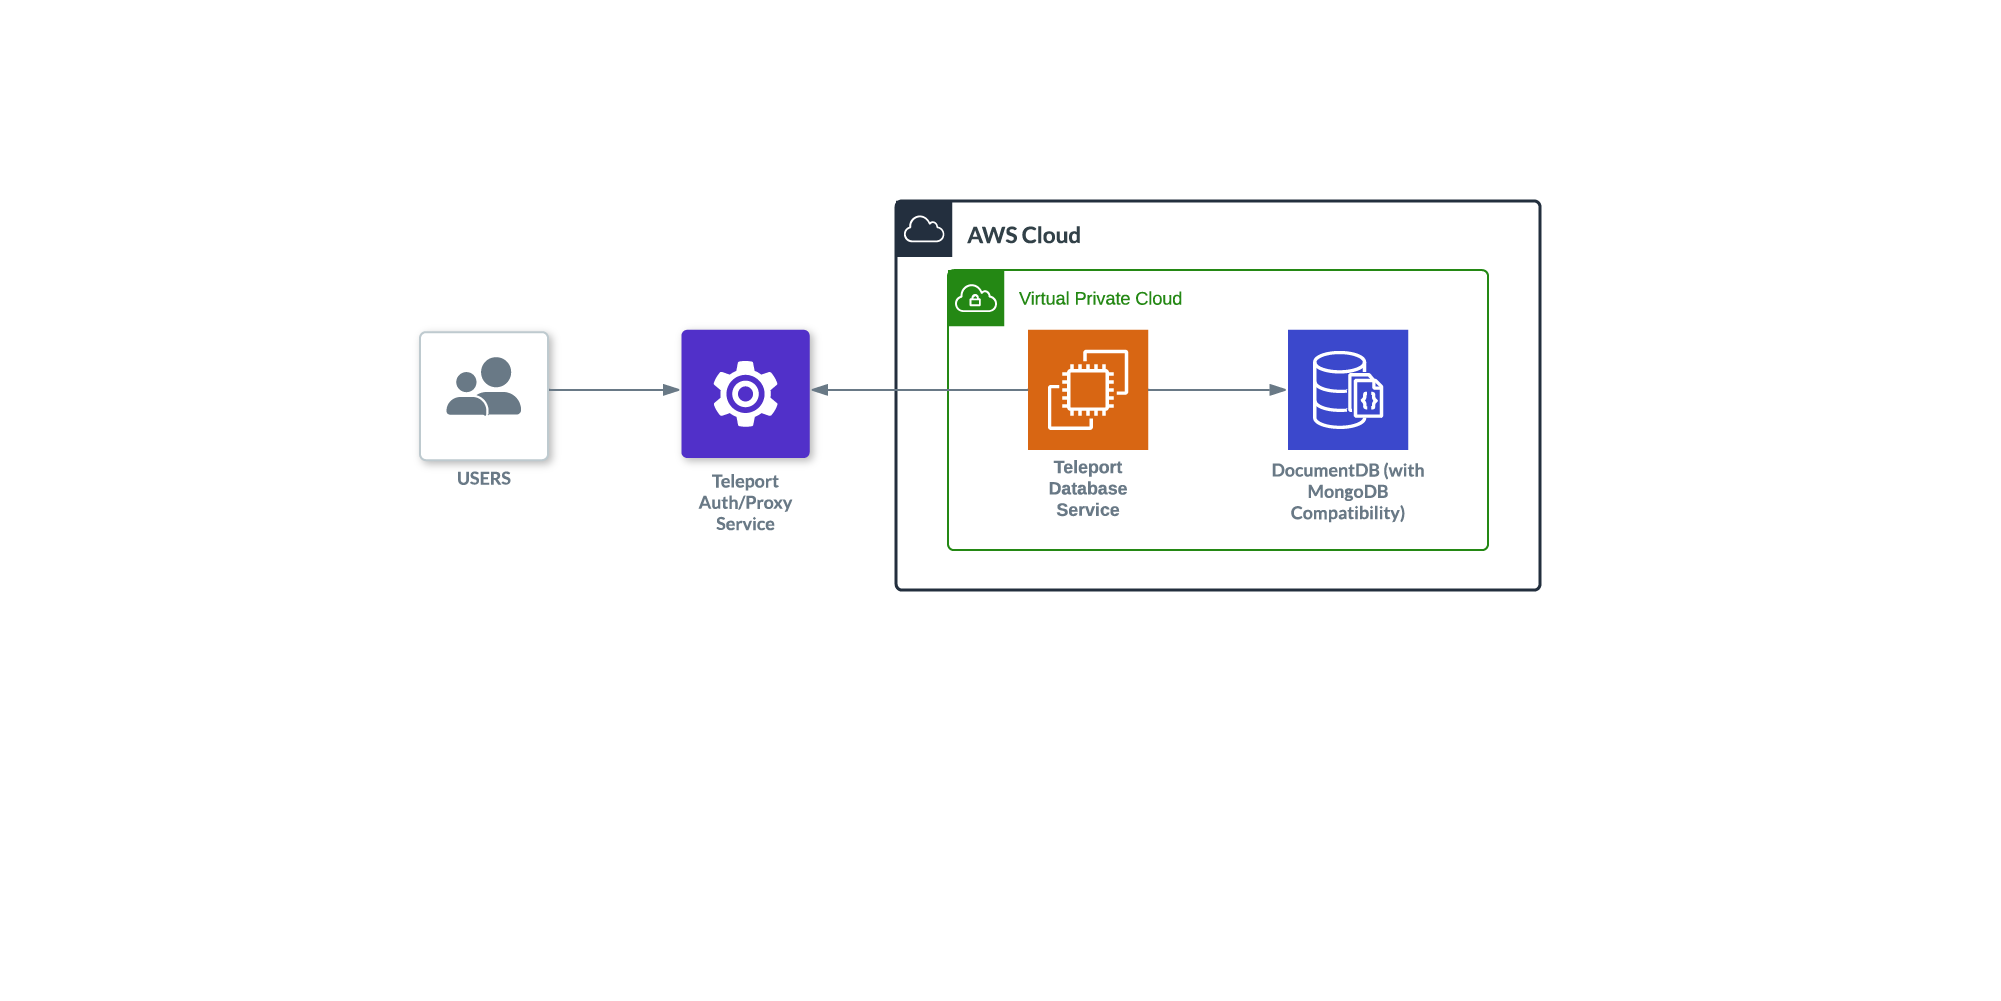 AWS Cloud
Virtual Private Cloud
USERS
Teleport
Auth/Proxy
Service
Teleport
Database
Service
DocumentDB (with
MongoDB
Compatibility)